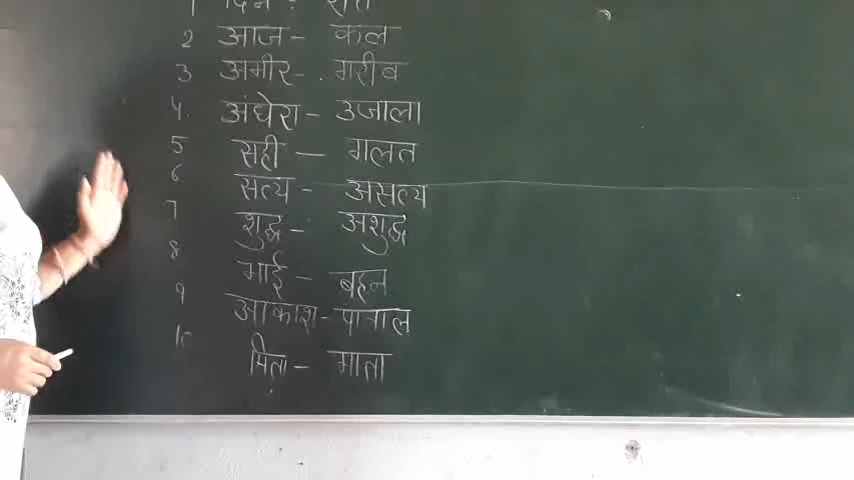 1 दिन - रात
2 आज - कल
3 अमीर - गरीब
4. अंधेरा - उजाला
5 सही - गलत
6 सत्य - असत्य
7 शुद्ध - अशुद्ध
8 भाई - बहन
9 आकाश - पाताल
10 पिता - माता